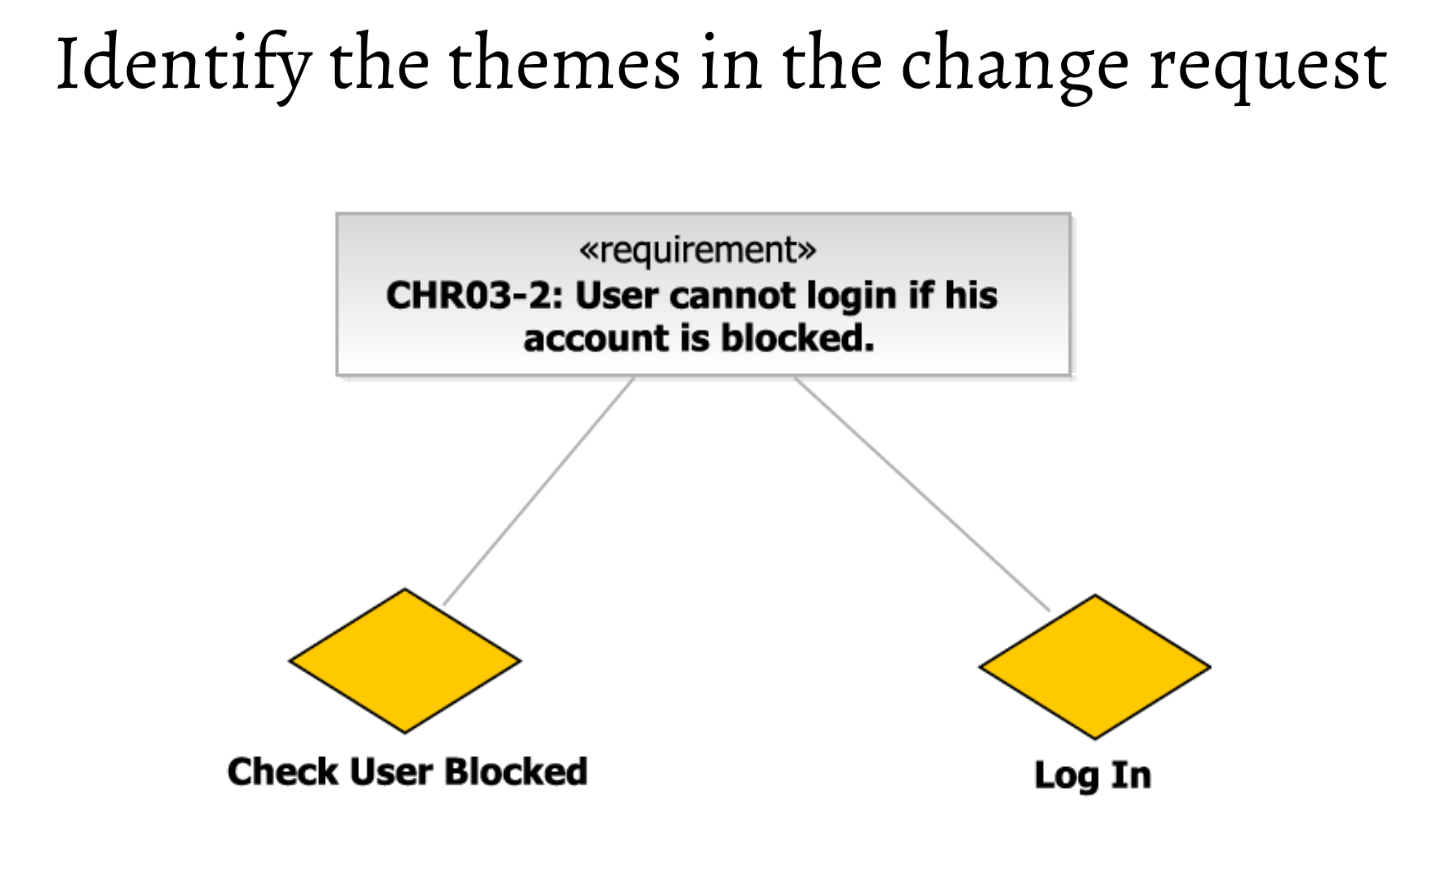 Identify the themes in the change request
«requirement»
CHR03-2: User cannot login if his
account is blocked.
Check User Blocked
Log In